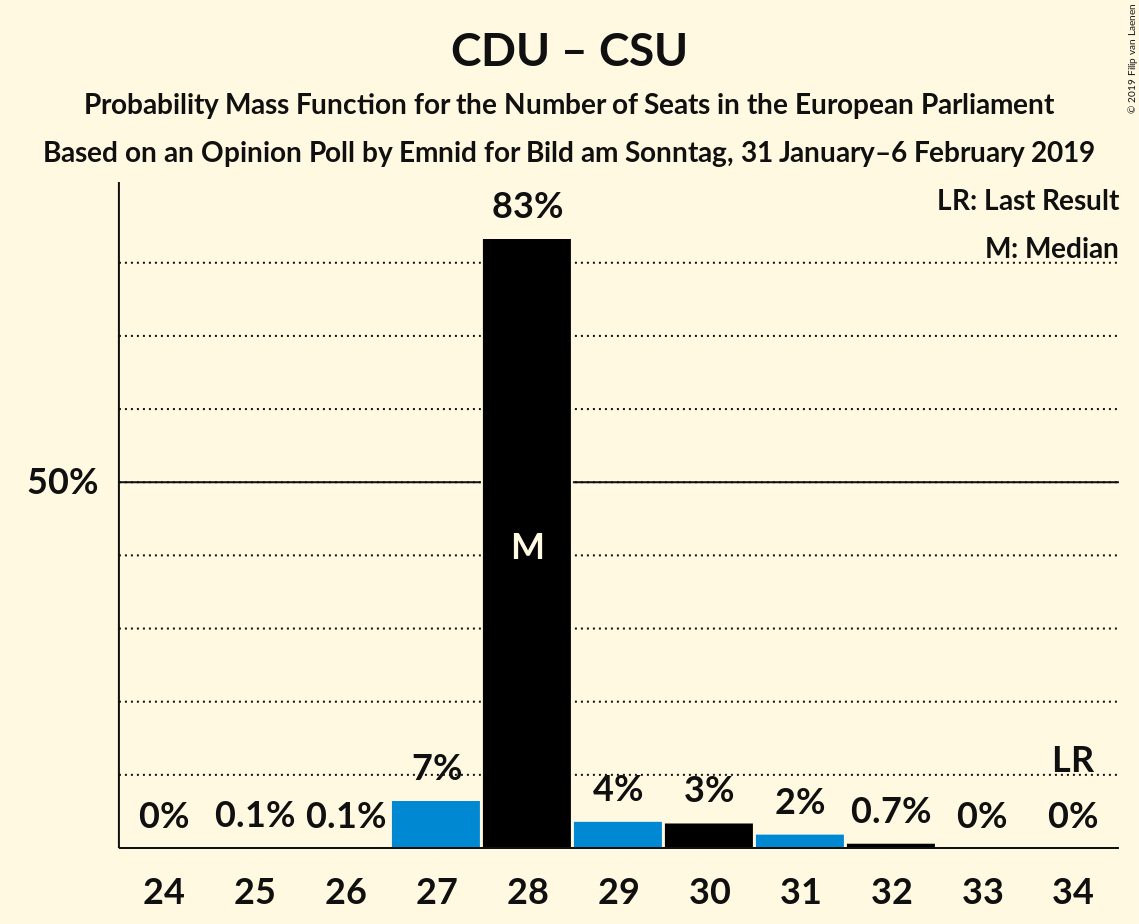 CDU – CSU
Probability Mass Function for the Number of Seats in the European Parliament
Based on an Opinion Poll by Emnid for Bild am Sonntag, 31 January–6 February 2019
© 2019 Filip van Laenen
LR: Last Result
M: Median
83%
50%
M
7%
LR
0% 0.1% 0.1% 4% 3% 2% 0.7% 0% 0%
24 25 26 27 28 29 30 31 32 33 34